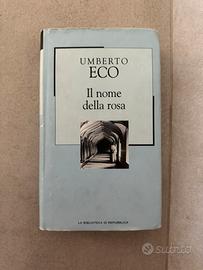 UMBERTO
ECO
Il nome
della rosa
LA BIBLIOTECA DI REPUBBLICA
subito